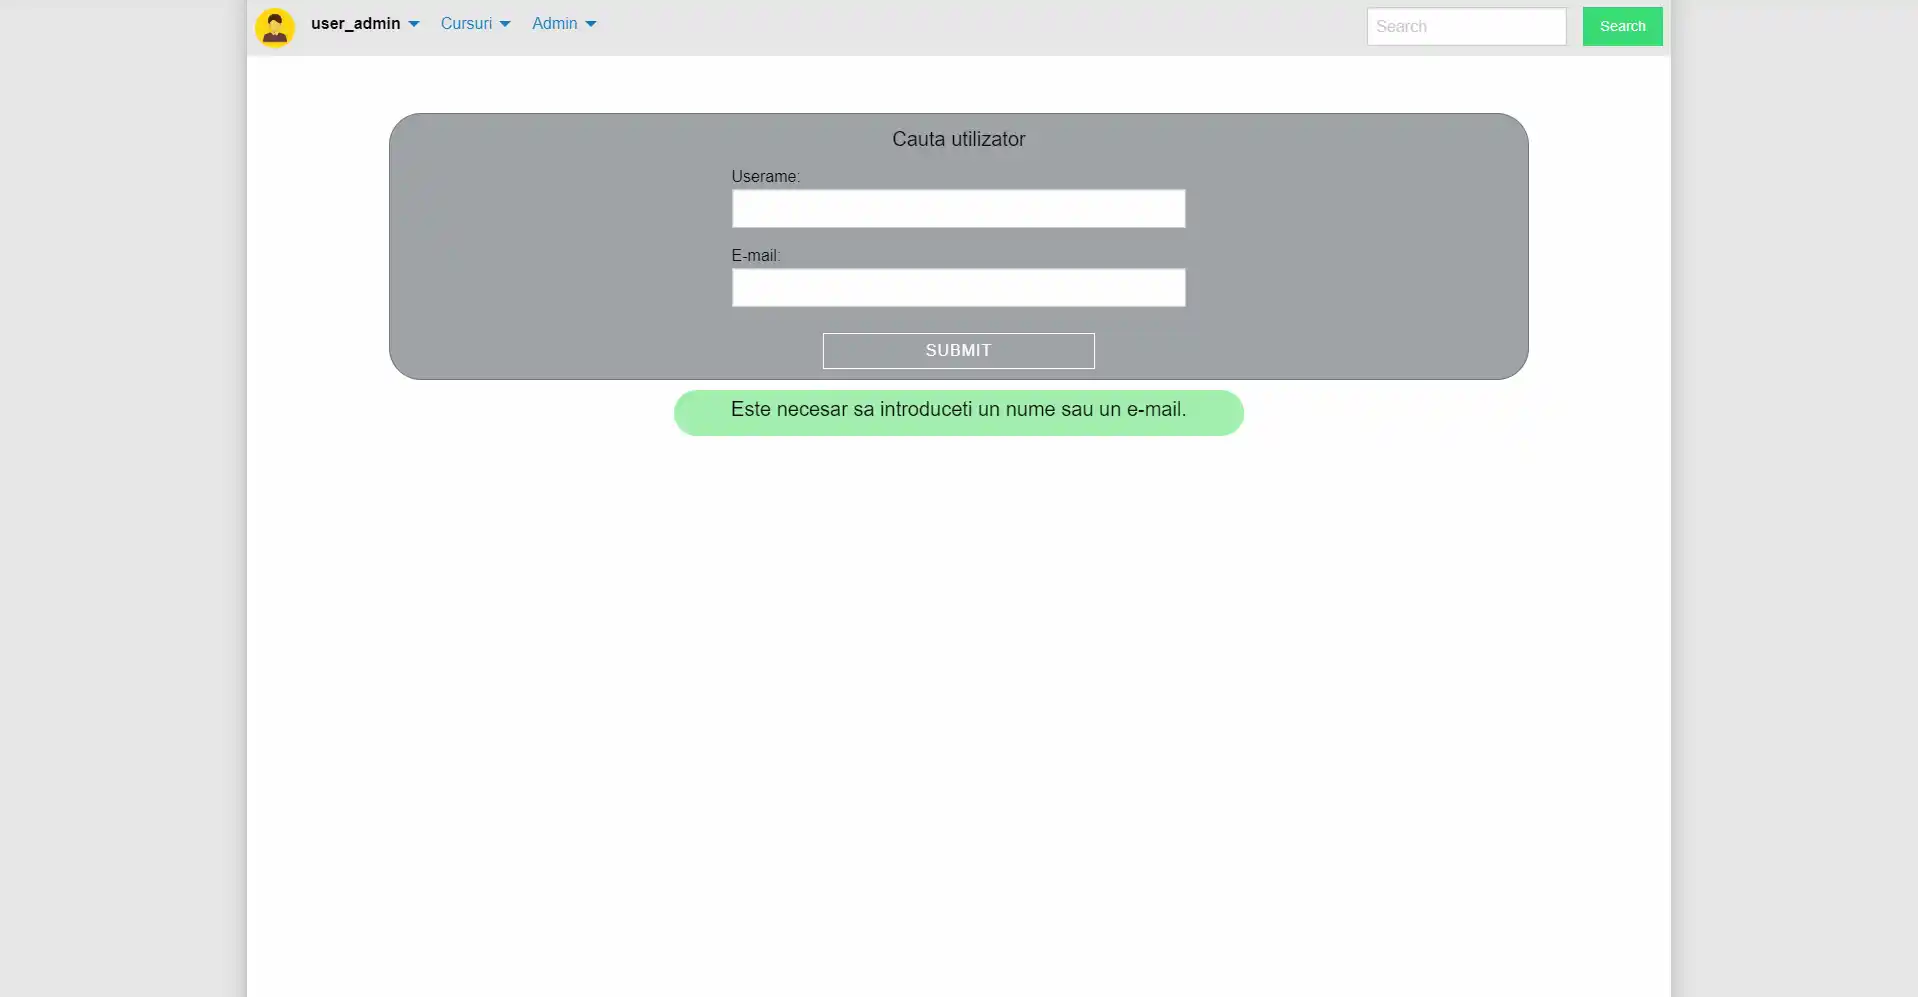 user_admin
Cursuri
Admin
Search
Search
Cauta utilizator
Userame:
E-mail:
SUBMIT
Este necesar sa introduceti un nume sau un e-mail.